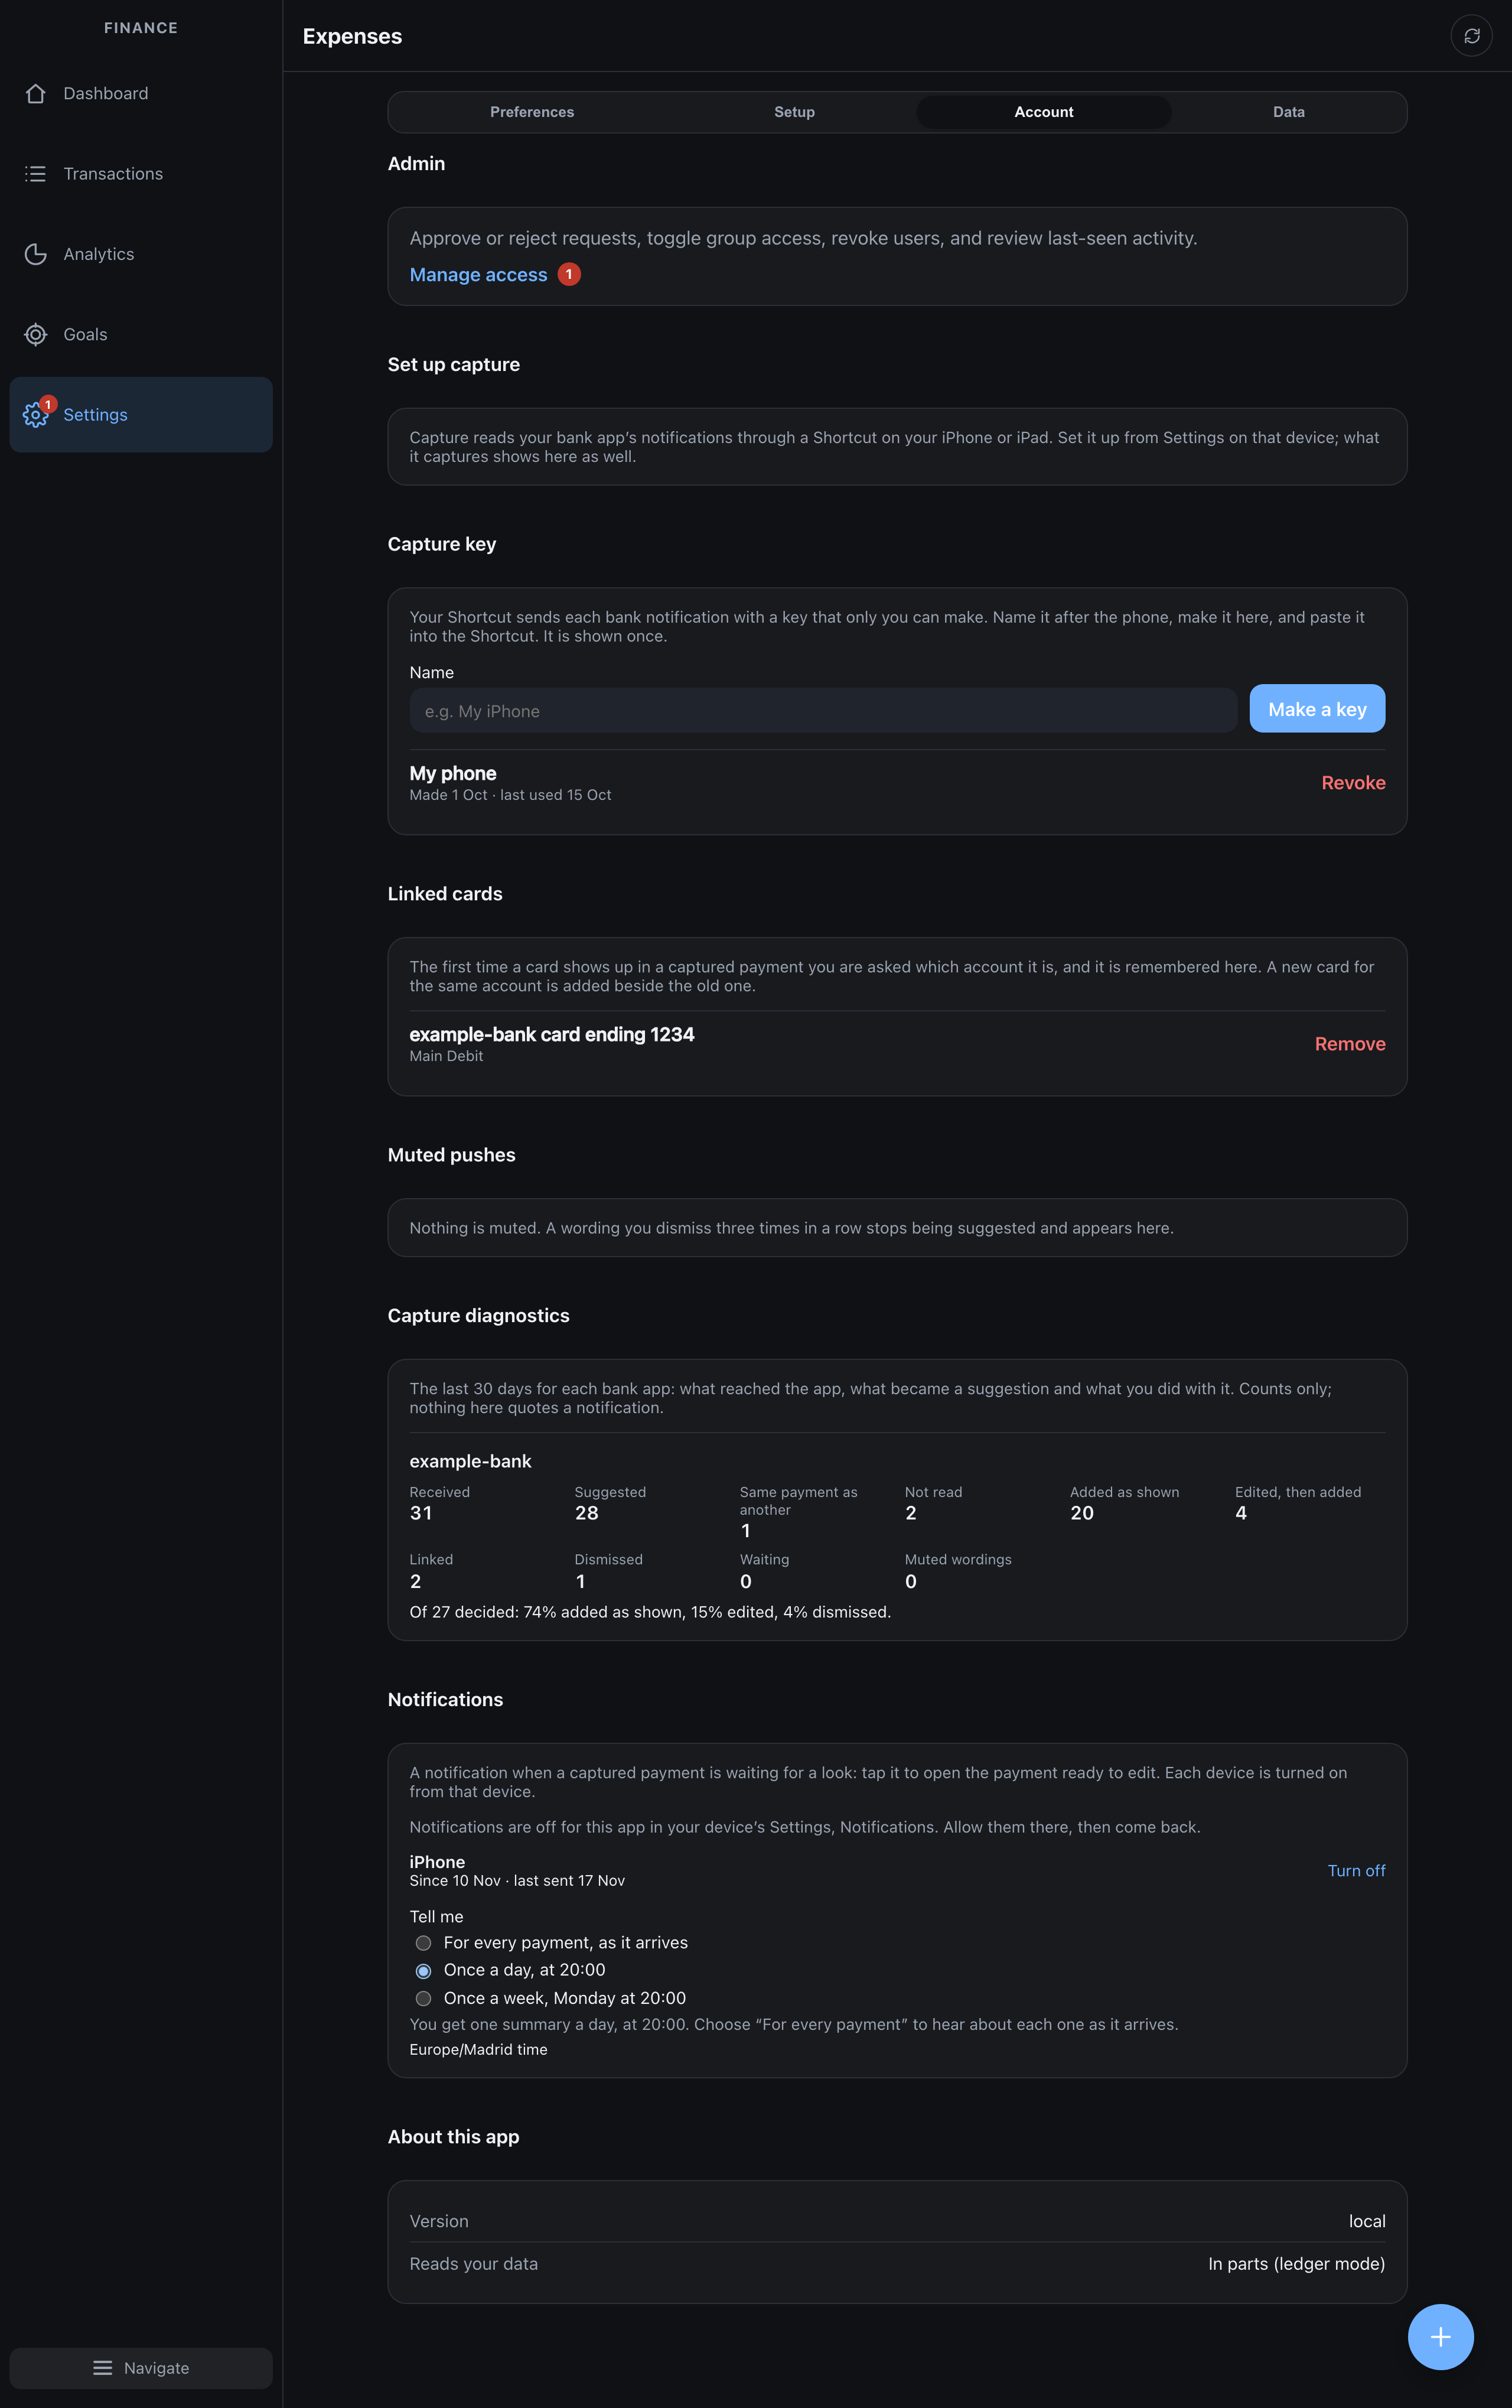 FINANCE
Dashboard
Transactions
Analytics
Goals
1
Settings
Navigate
Expenses
Preferences
Setup
Account
Data
Admin
Approve or reject requests, toggle group access, revoke users, and review last-seen activity.
Manage access 1
Set up capture
Capture reads your bank app’s notifications through a Shortcut on your iPhone or iPad. Set it up from Settings on that device; what
it captures shows here as well.
Capture key
Your Shortcut sends each bank notification with a key that only you can make. Name it after the phone, make it here, and paste it
into the Shortcut. It is shown once.
Name
e.g. My iPhone
Make a key
My phone
Made 1 Oct · last used 15 Oct
Revoke
Linked cards
The first time a card shows up in a captured payment you are asked which account it is, and it is remembered here. A new card for
the same account is added beside the old one.
example-bank card ending 1234
Main Debit
Remove
Muted pushes
Nothing is muted. A wording you dismiss three times in a row stops being suggested and appears here.
Capture diagnostics
The last 30 days for each bank app: what reached the app, what became a suggestion and what you did with it. Counts only;
nothing here quotes a notification.
example-bank
Received
31
Suggested
28
Same payment as
another
1
Not read
2
Added as shown
20
Edited, then added
4
Linked
2
Dismissed
1
Waiting
0
Muted wordings
0
Of 27 decided: 74% added as shown, 15% edited, 4% dismissed.
Notifications
A notification when a captured payment is waiting for a look: tap it to open the payment ready to edit. Each device is turned on
from that device.
Notifications are off for this app in your device’s Settings, Notifications. Allow them there, then come back.
iPhone
Since 10 Nov · last sent 17 Nov
Turn off
Tell me
For every payment, as it arrives
Once a day, at 20:00
Once a week, Monday at 20:00
You get one summary a day, at 20:00. Choose “For every payment” to hear about each one as it arrives.
Europe/Madrid time
About this app
Version
local
Reads your data
In parts (ledger mode)